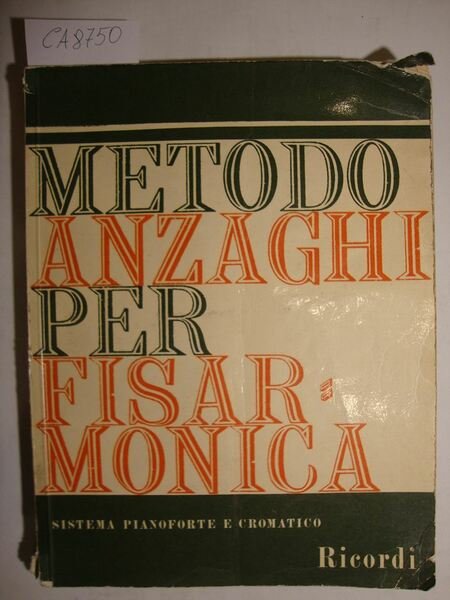 CA8750
METODO
ANZAGHI
PER
FISAR=
MONICA
SISTEMA PIANOFORTE E CROMATICO
Ricordi